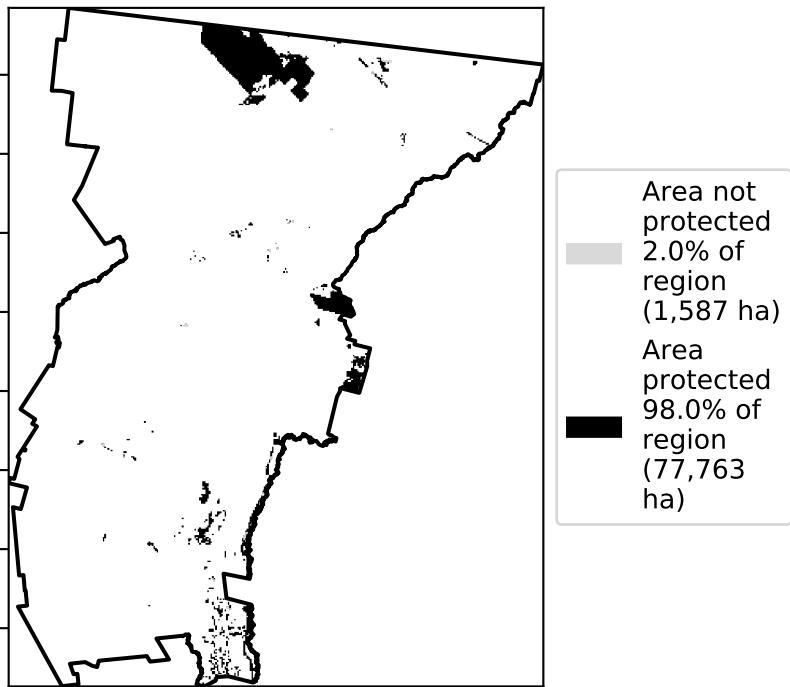 Area not
protected
2.0% of
region
(1,587 ha)
Area
protected
98.0% of
region
(77,763
ha)